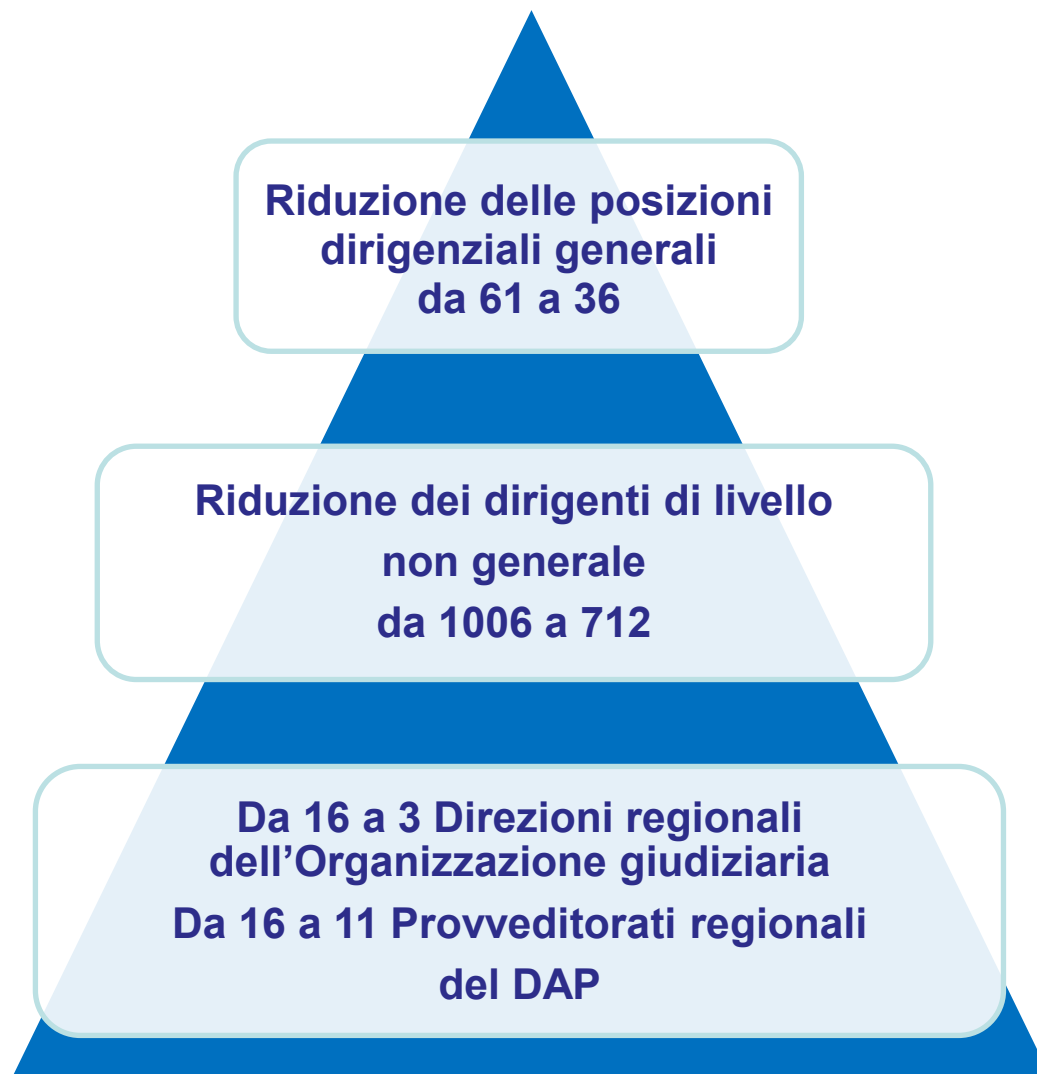 Riduzione delle posizioni
dirigenziali generali
da 61 a 36
Riduzione dei dirigenti di livello
non generale
da 1006 a 712
Da 16 a 3 Direzioni regionali
dell’Organizzazione giudiziaria
Da 16 a 11 Provveditorati regionali
del DAP